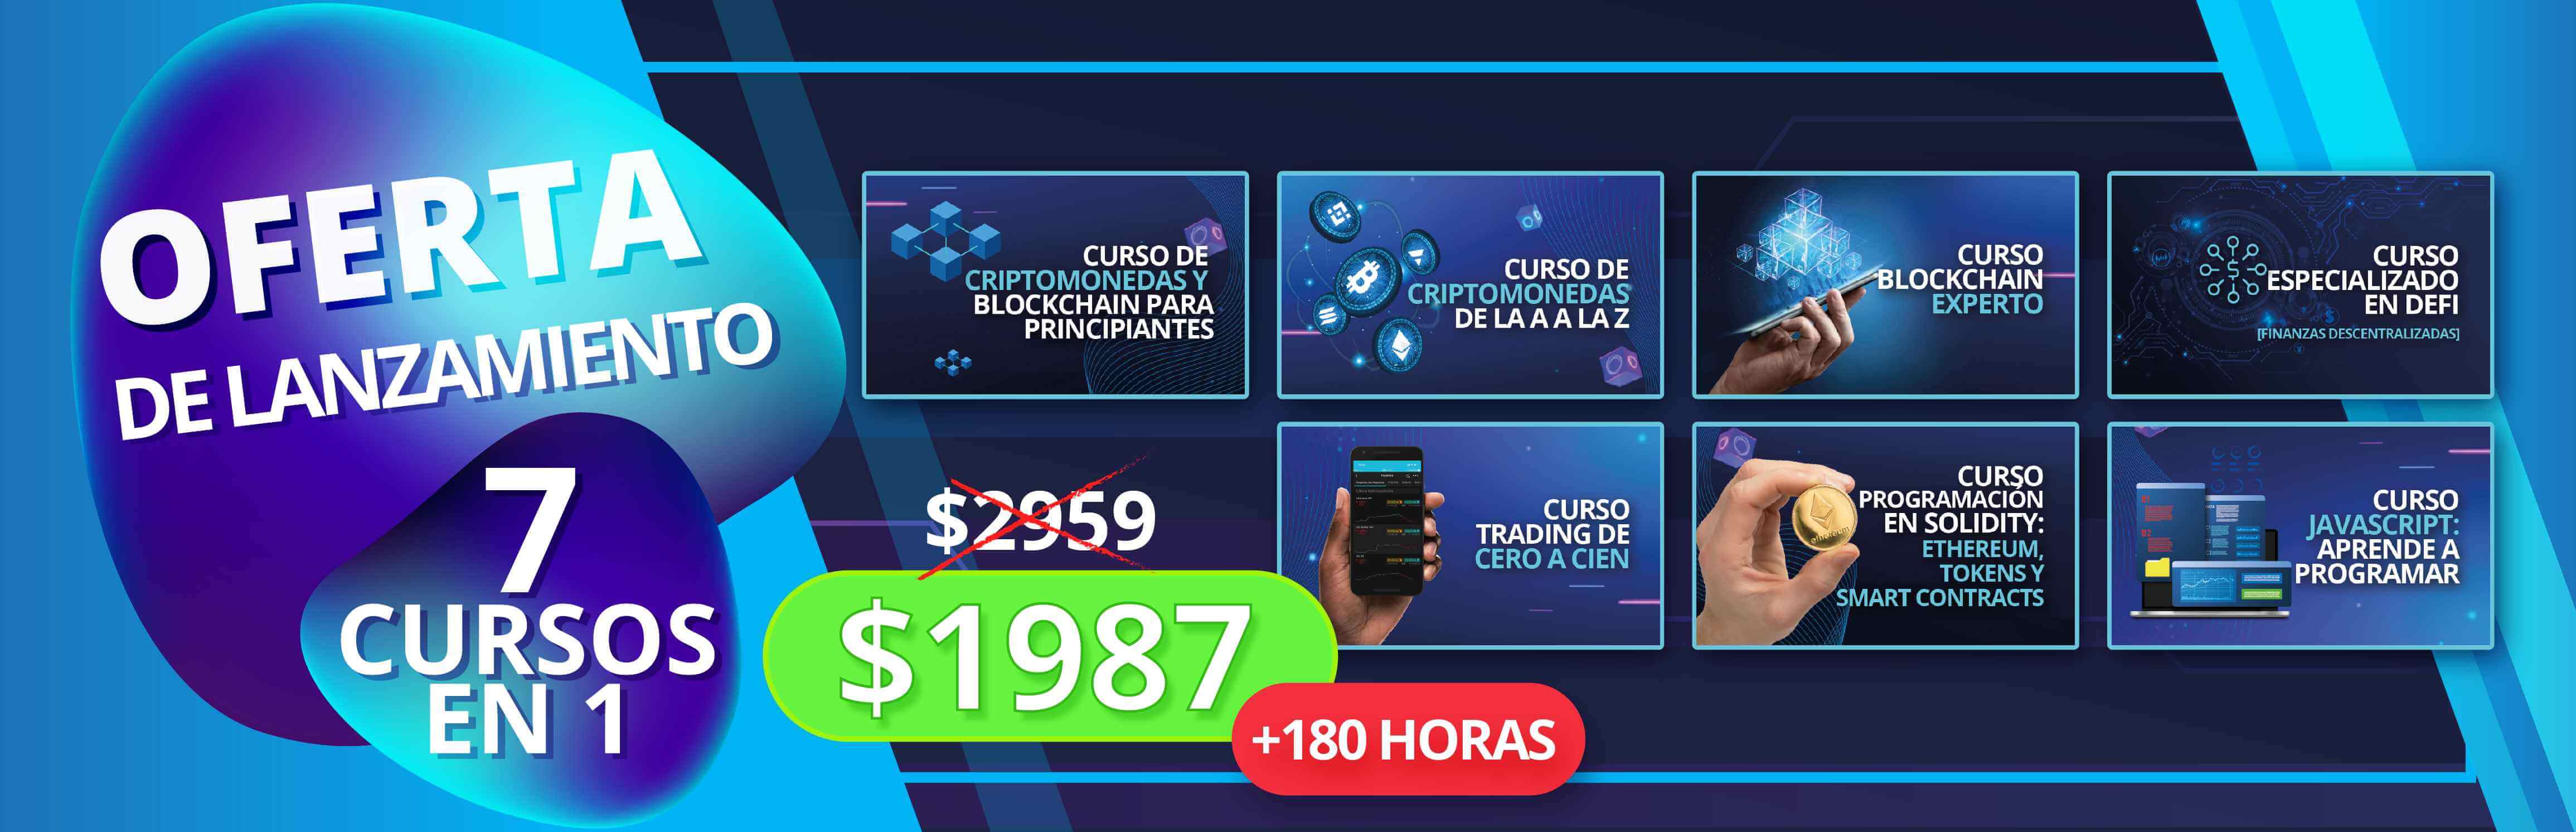 OFERTA
DE LANZAMIENTO
7
CURSOS
EN 1
CURSO DE
CRIPTOMONEDAS Y
BLOCKCHAIN PARA
PRINCIPIANTES
CURSO DE
CRIPTOMONEDAS
DE LA A A LA Z
CURSO
BLOCKCHAIN
EXPERTO
CURSO
ESPECIALIZADO
EN DEFI
[FINANZAS DESCENTRALIZADAS]
$2959
$1987
+180 HORAS
CURSO
TRADING DE
CERO A CIEN
CURSO
PROGRAMACIÓN
EN SOLIDITY:
ETHEREUM,
TOKENS Y
SMART CONTRACTS
ethereum
CURSO
JAVASCRIPT:
APRENDE A
PROGRAMAR